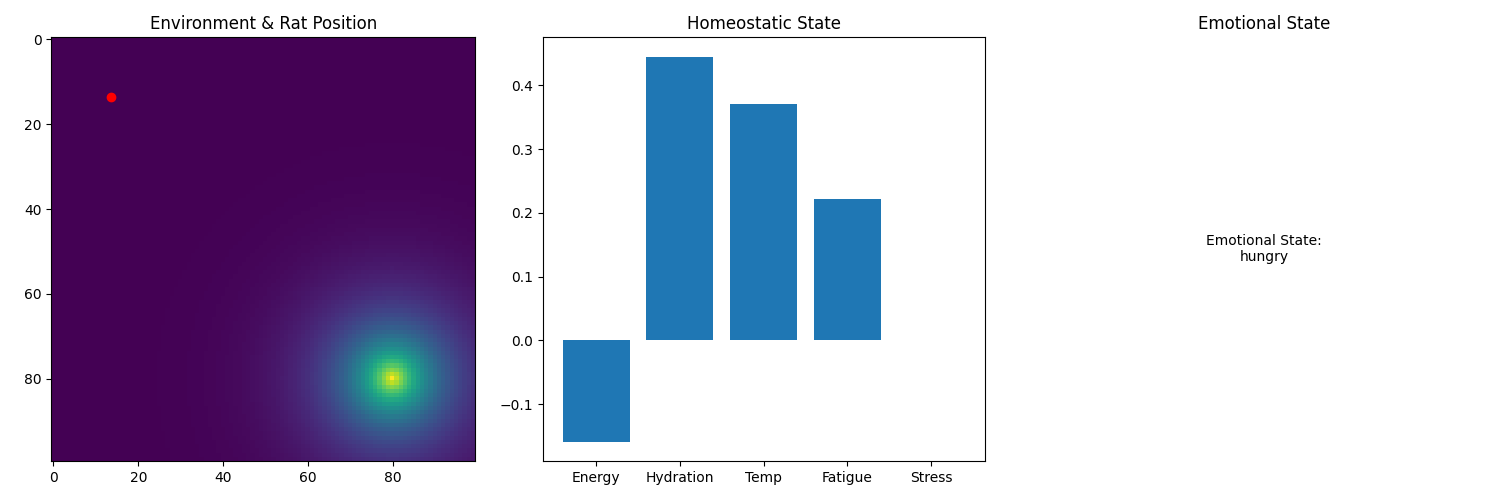 Environment & Rat Position
0
20
40
60
80
0 20 40 60 80
Homeostatic State
0.4
0.3
0.2
0.1
0.0
−0.1
Energy Hydration Temp Fatigue Stress
Emotional State
Emotional State:
hungry